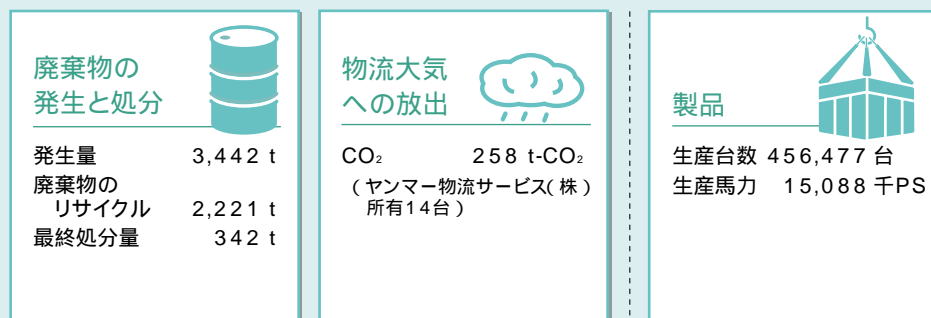 廃棄物の
発生と処分
発生量 3,442 t
廃棄物の
リサイクル 2,221 t
最終処分量 342 t
物流大気
への放出
CO₂ 258 t-CO₂
(ヤンマー物流サービス(株)
所有14台)
製品
生産台数 456,477 台
生産馬力 15,088 千PS